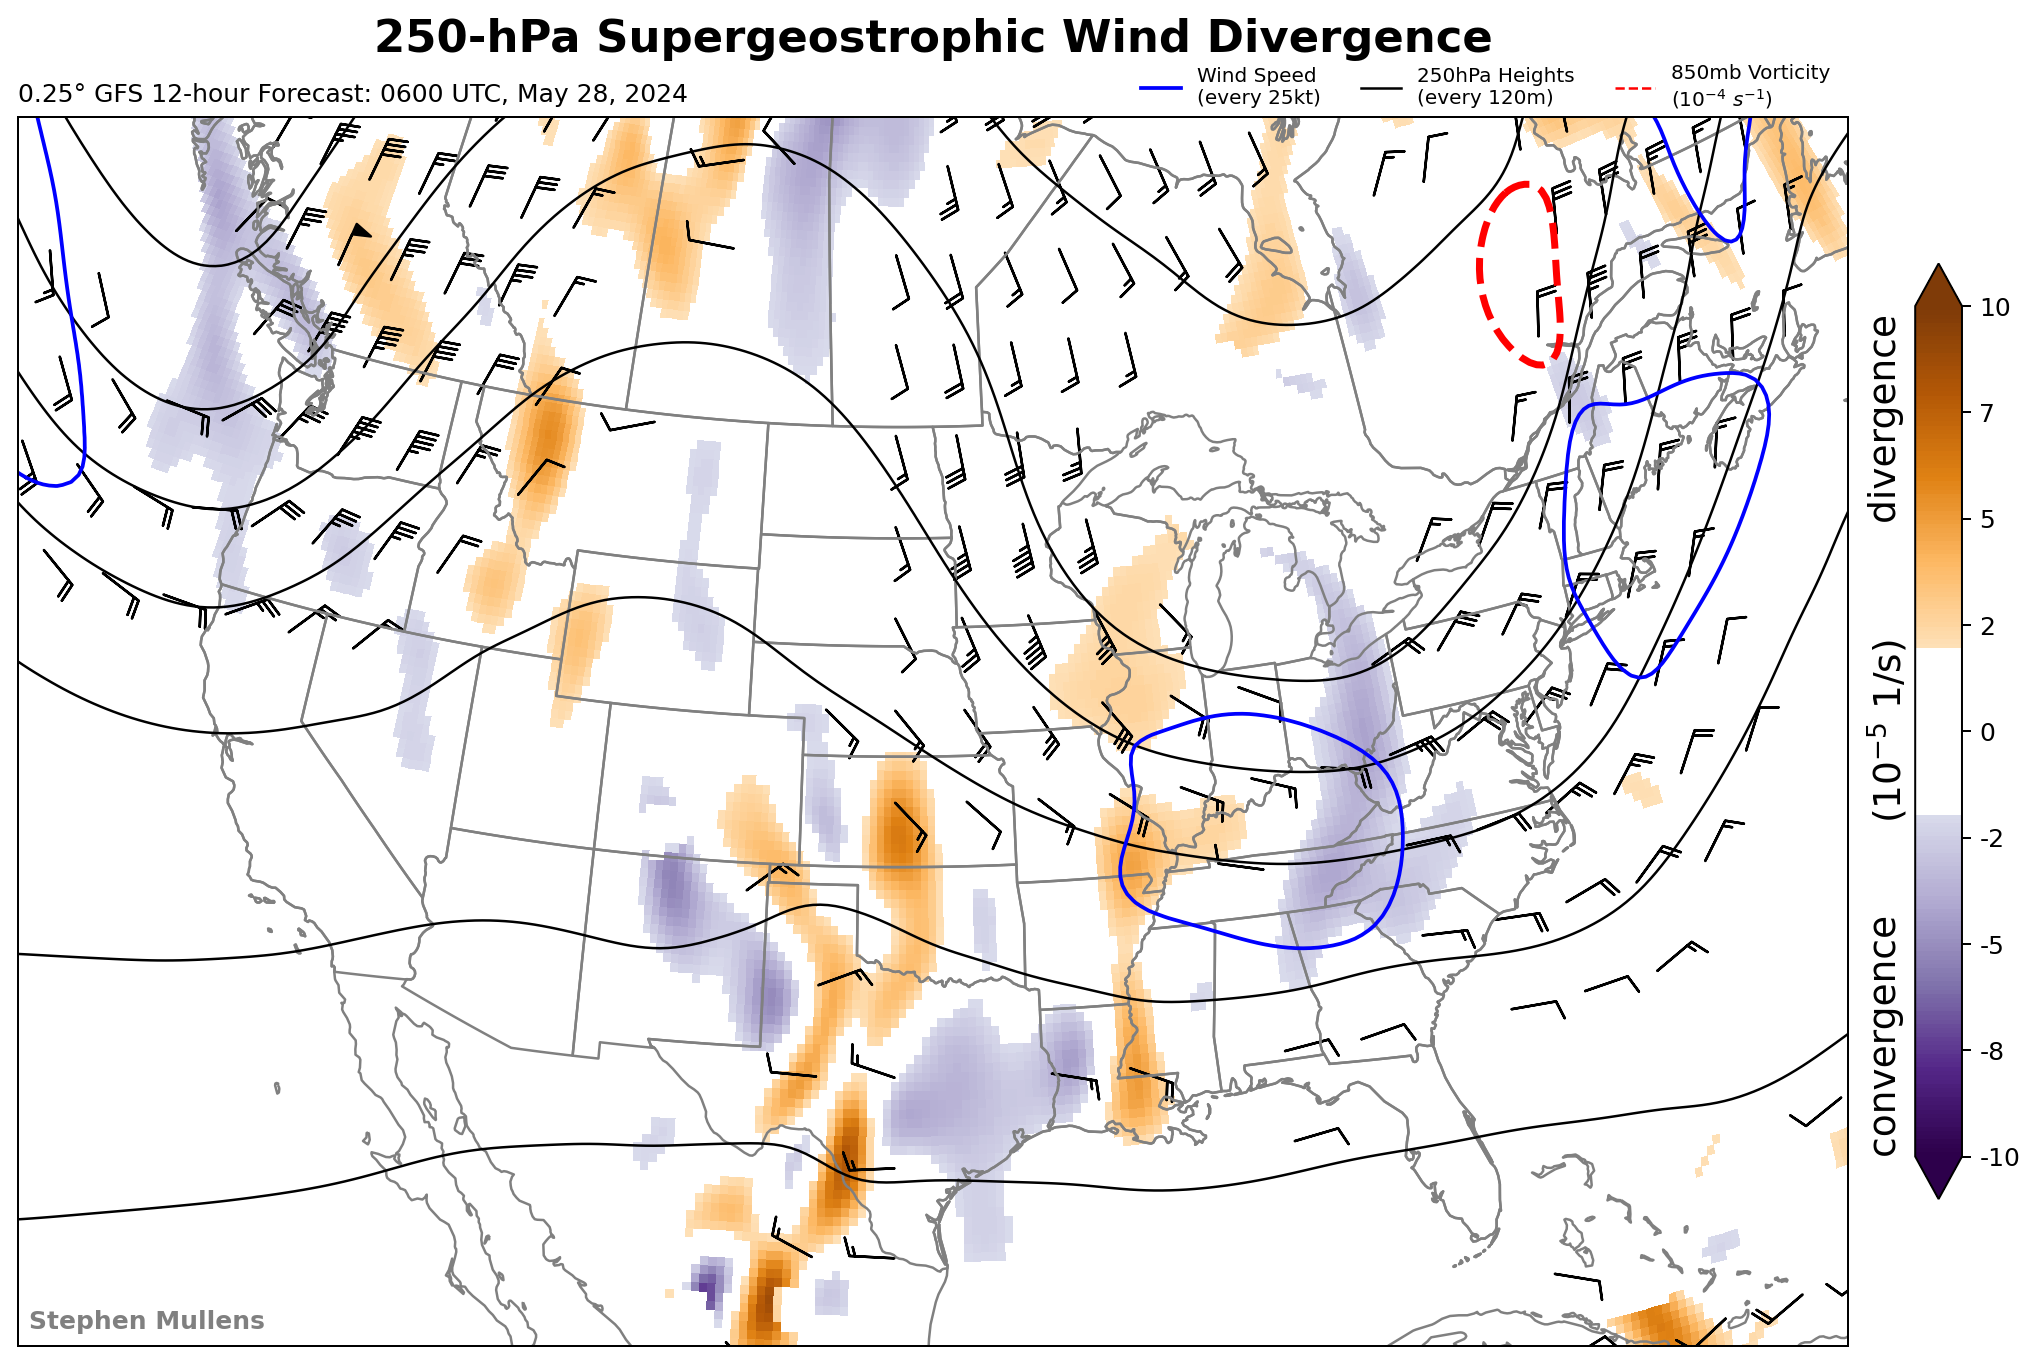 250-hPa Supergeostrophic Wind Divergence
0.25° GFS 12-hour Forecast: 0600 UTC, May 28, 2024
Wind Speed
(every 25kt)
250hPa Heights
(every 120m)
850mb Vorticity
(10⁻⁴ s⁻¹)
10
7
5
2
0
-2
-5
-8
-10
convergence (10⁻⁵ 1/s) divergence
Stephen Mullens